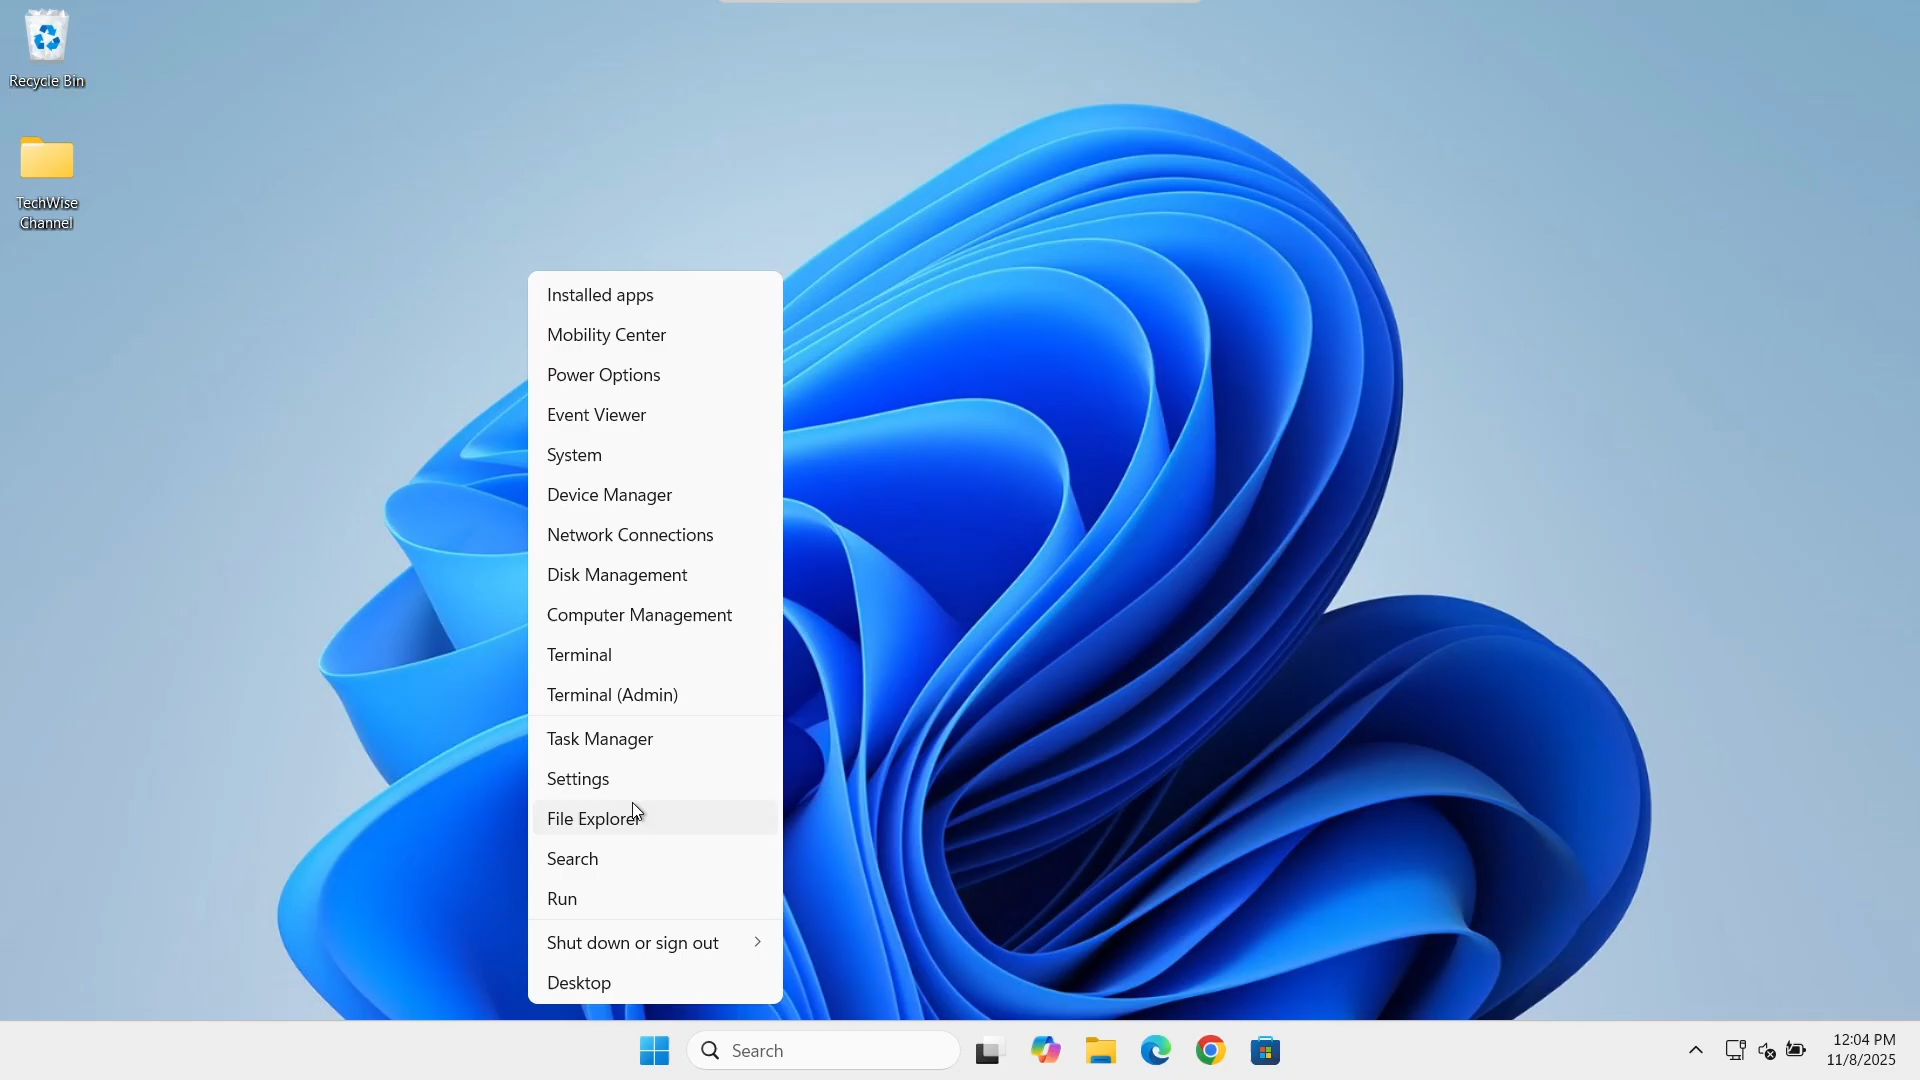 Recycle Bin
TechWise
Channel
Installed apps
Mobility Center
Power Options
Event Viewer
System
Device Manager
Network Connections
Disk Management
Computer Management
Terminal
Terminal (Admin)
Task Manager
Settings
File Explorer
Search
Run
Shut down or sign out
Desktop
Search
12:04 PM
11/8/2025